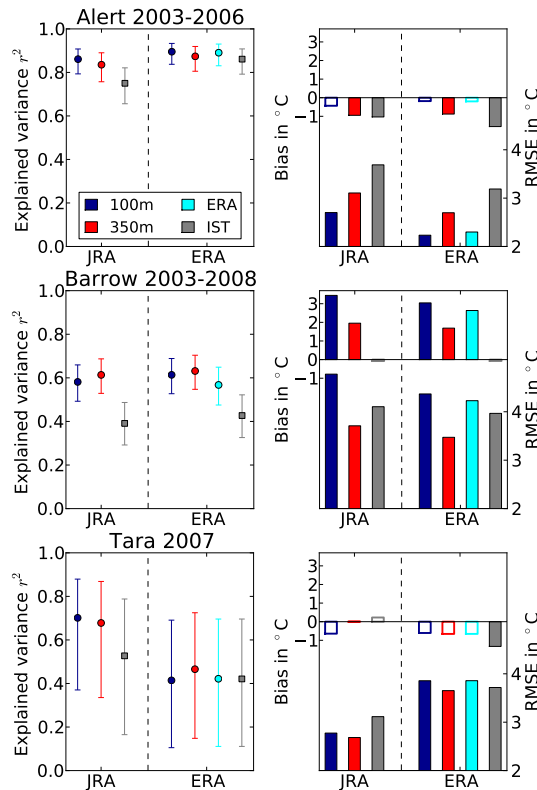 Alert 2003-2006
Explained variance r²
1.0
0.8
0.6
0.4
0.2
0.0
100m
350m
ERA
IST
JRA
ERA
Bias in °C
3
2
1
0
−1
RMSE in °C
4
3
2
JRA
ERA
Barrow 2003-2008
Explained variance r²
1.0
0.8
0.6
0.4
0.2
0.0
JRA
ERA
Bias in °C
3
2
1
0
−1
RMSE in °C
4
3
2
JRA
ERA
Tara 2007
Explained variance r²
1.0
0.8
0.6
0.4
0.2
0.0
JRA
ERA
Bias in °C
3
2
1
0
−1
RMSE in °C
4
3
2
JRA
ERA